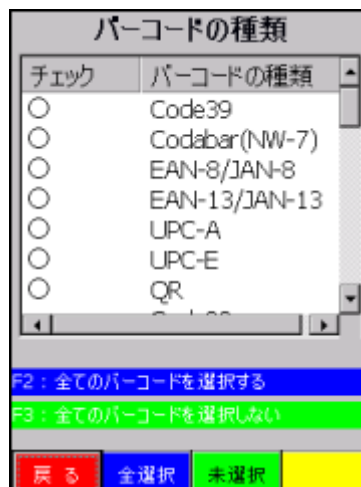 バーコードの種類
チェック バーコードの種類
○ Code39
○ Codabar(NW-7)
○ EAN-8/JAN-8
○ EAN-13/JAN-13
○ UPC-A
○ UPC-E
○ QR
F2：全てのバーコードを選択する
F3：全てのバーコードを選択しない
戻る 全選択 未選択